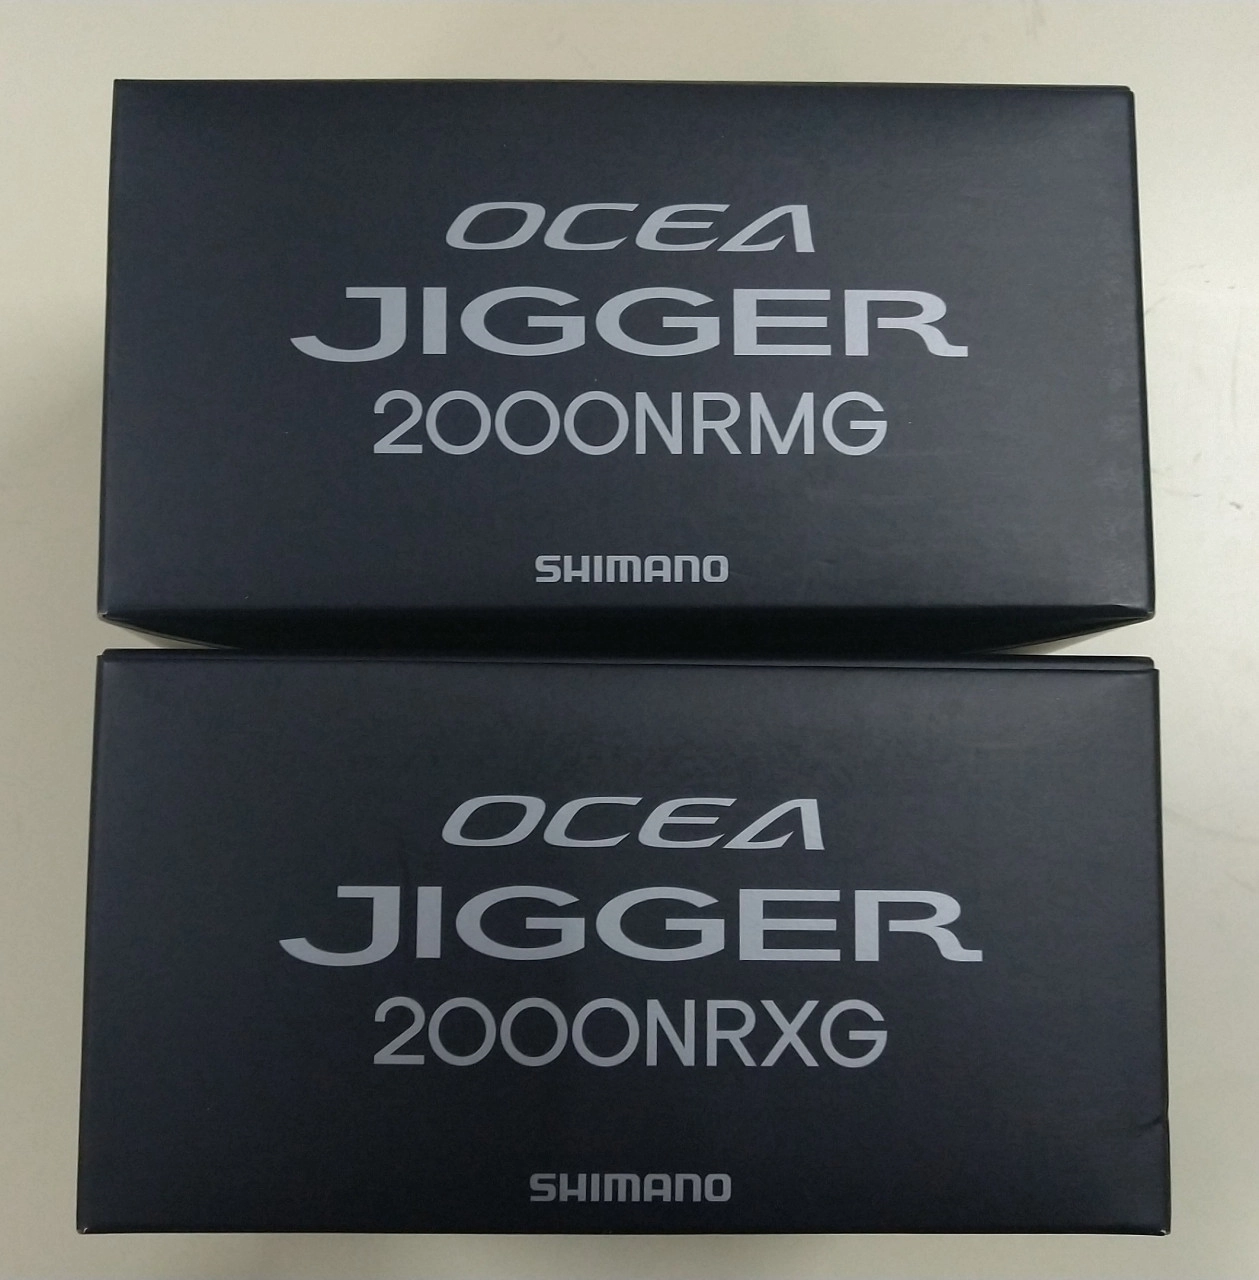 OCEA
JIGGER
2000NRMG
SHIMANO
OCEA
JIGGER
2000NRXG
SHIMANO